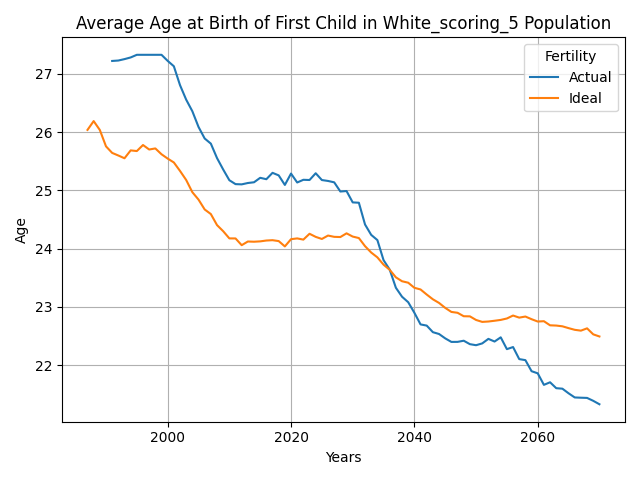 Average Age at Birth of First Child in White_scoring_5 Population
Fertility
Actual
Ideal
Age
27
26
25
24
23
22
2000
2020
2040
2060
Years